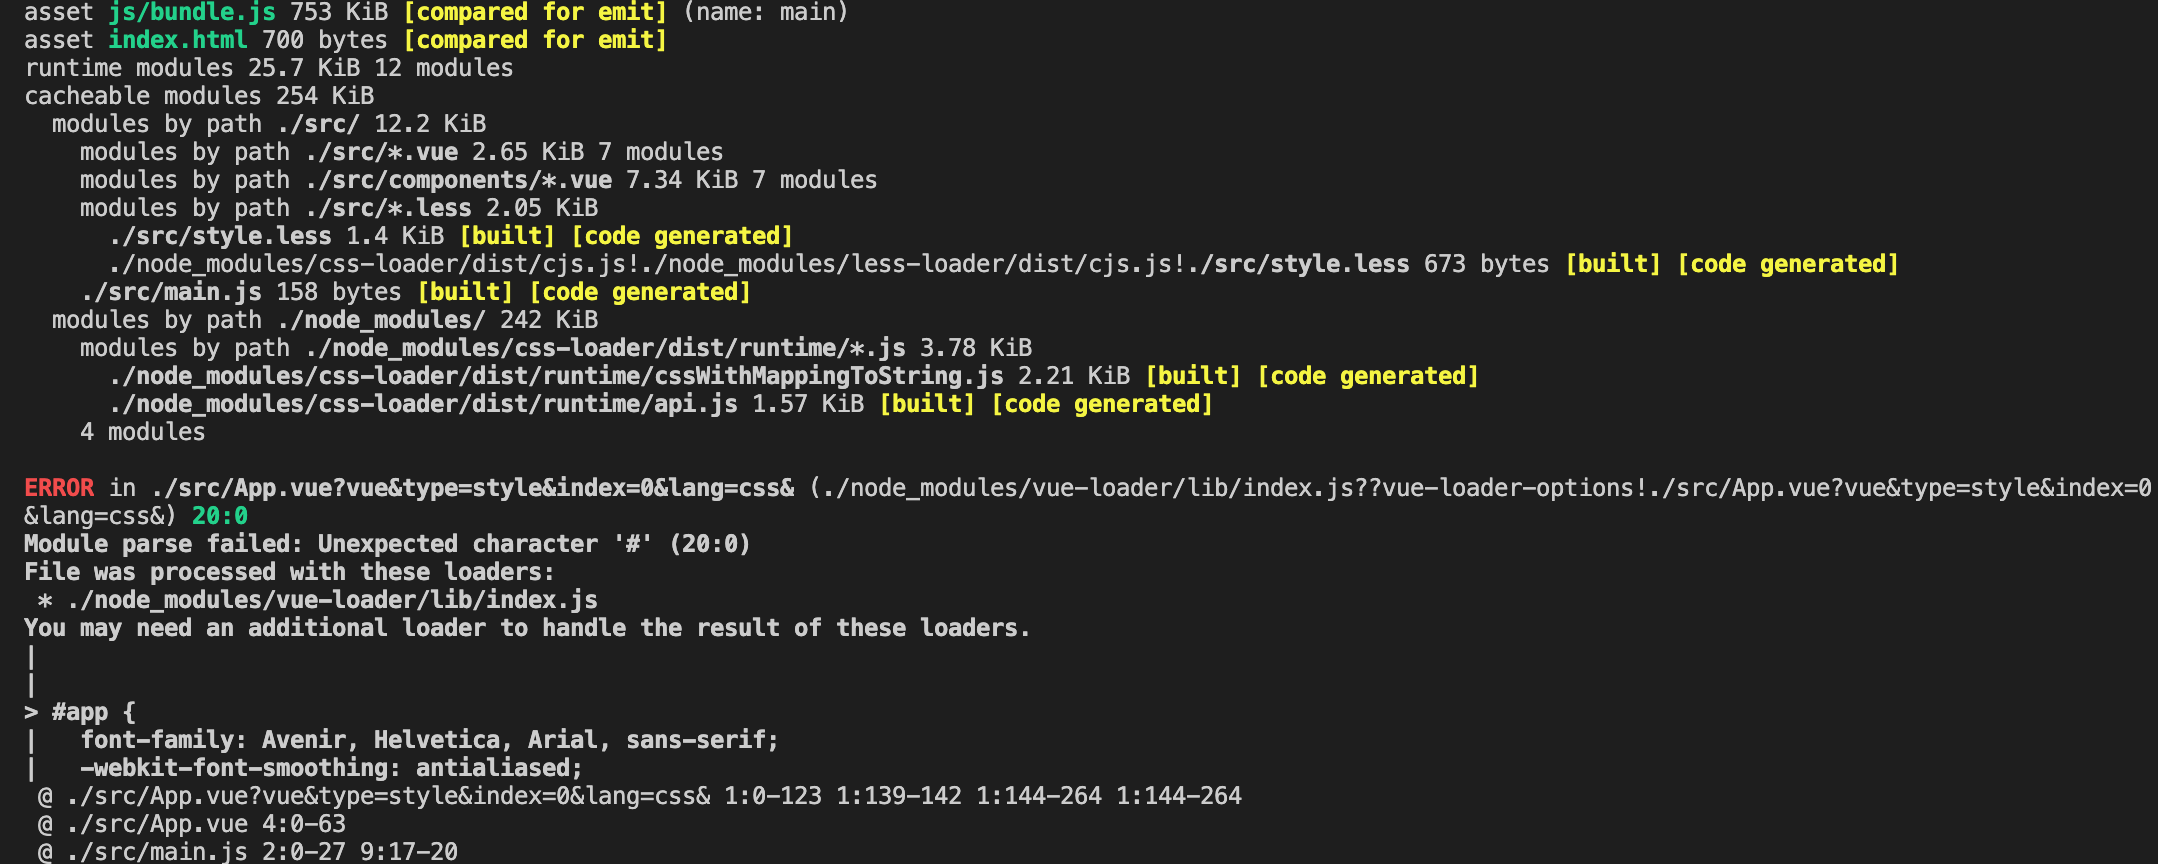 asset js/bundle.js 753 KiB [compared for emit] (name: main)
asset index.html 700 bytes [compared for emit]
runtime modules 25.7 KiB 12 modules
cacheable modules 254 KiB
  modules by path ./src/ 12.2 KiB
    modules by path ./src/*.vue 2.65 KiB 7 modules
    modules by path ./src/components/*.vue 7.34 KiB 7 modules
    modules by path ./src/*.less 2.05 KiB
      ./src/style.less 1.4 KiB [built] [code generated]
      ./node_modules/css-loader/dist/cjs.js!./node_modules/less-loader/dist/cjs.js!./src/style.less 673 bytes [built] [code generated]
    ./src/main.js 158 bytes [built] [code generated]
  modules by path ./node_modules/ 242 KiB
    modules by path ./node_modules/css-loader/dist/runtime/*.js 3.78 KiB
      ./node_modules/css-loader/dist/runtime/cssWithMappingToString.js 2.21 KiB [built] [code generated]
      ./node_modules/css-loader/dist/runtime/api.js 1.57 KiB [built] [code generated]
    4 modules

ERROR in ./src/App.vue?vue&type=style&index=0&lang=css& (./node_modules/vue-loader/lib/index.js??vue-loader-options!./src/App.vue?vue&type=style&index=0
&lang=css&) 20:0
Module parse failed: Unexpected character '#' (20:0)
File was processed with these loaders:
 * ./node_modules/vue-loader/lib/index.js
You may need an additional loader to handle the result of these loaders.
|
|
> #app {
|   font-family: Avenir, Helvetica, Arial, sans-serif;
|   -webkit-font-smoothing: antialiased;
 @ ./src/App.vue?vue&type=style&index=0&lang=css& 1:0-123 1:139-142 1:144-264 1:144-264
 @ ./src/App.vue 4:0-63
 @ ./src/main.js 2:0-27 9:17-20